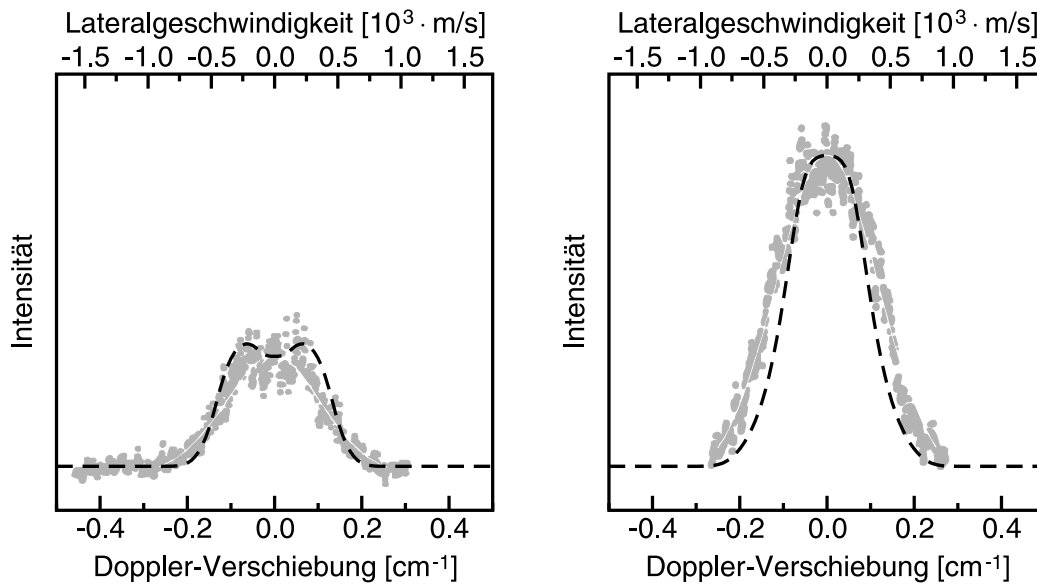 Lateralgeschwindigkeit [10³ · m/s]
-1.5 -1.0 -0.5 0.0 0.5 1.0 1.5
Intensität
-0.4 -0.2 0.0 0.2 0.4
Doppler-Verschiebung [cm⁻¹]
Lateralgeschwindigkeit [10³ · m/s]
-1.5 -1.0 -0.5 0.0 0.5 1.0 1.5
Intensität
-0.4 -0.2 0.0 0.2 0.4
Doppler-Verschiebung [cm⁻¹]